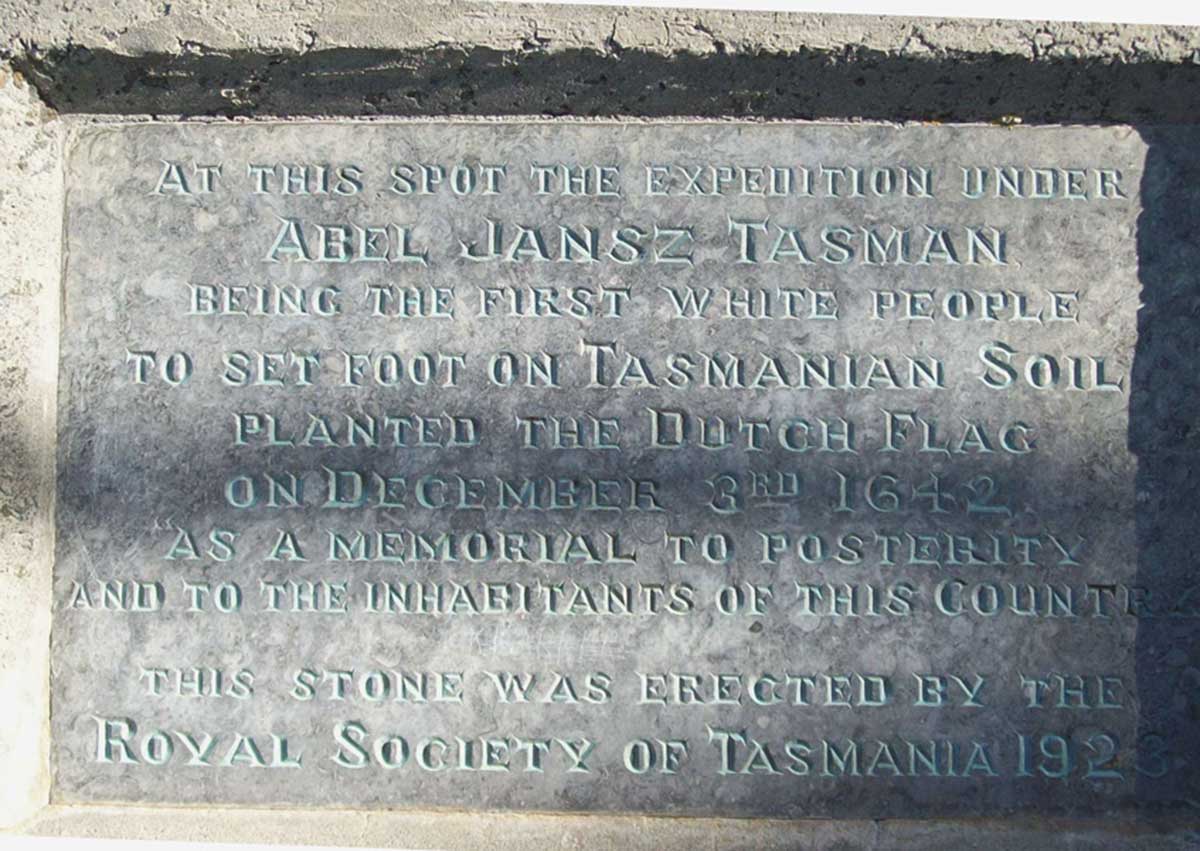 AT THIS SPOT THE EXPEDITION UNDER
ABEL JANSZ TASMAN,
BEING THE FIRST WHITE PEOPLE
TO SET FOOT ON TASMANIAN SOIL
PLANTED THE DUTCH FLAG
ON DECEMBER 3RD 1642,
"AS A MEMORIAL TO POSTERITY
AND TO THE INHABITANTS OF THIS COUNTRY
THIS STONE WAS ERECTED BY THE
ROYAL SOCIETY OF TASMANIA 1923